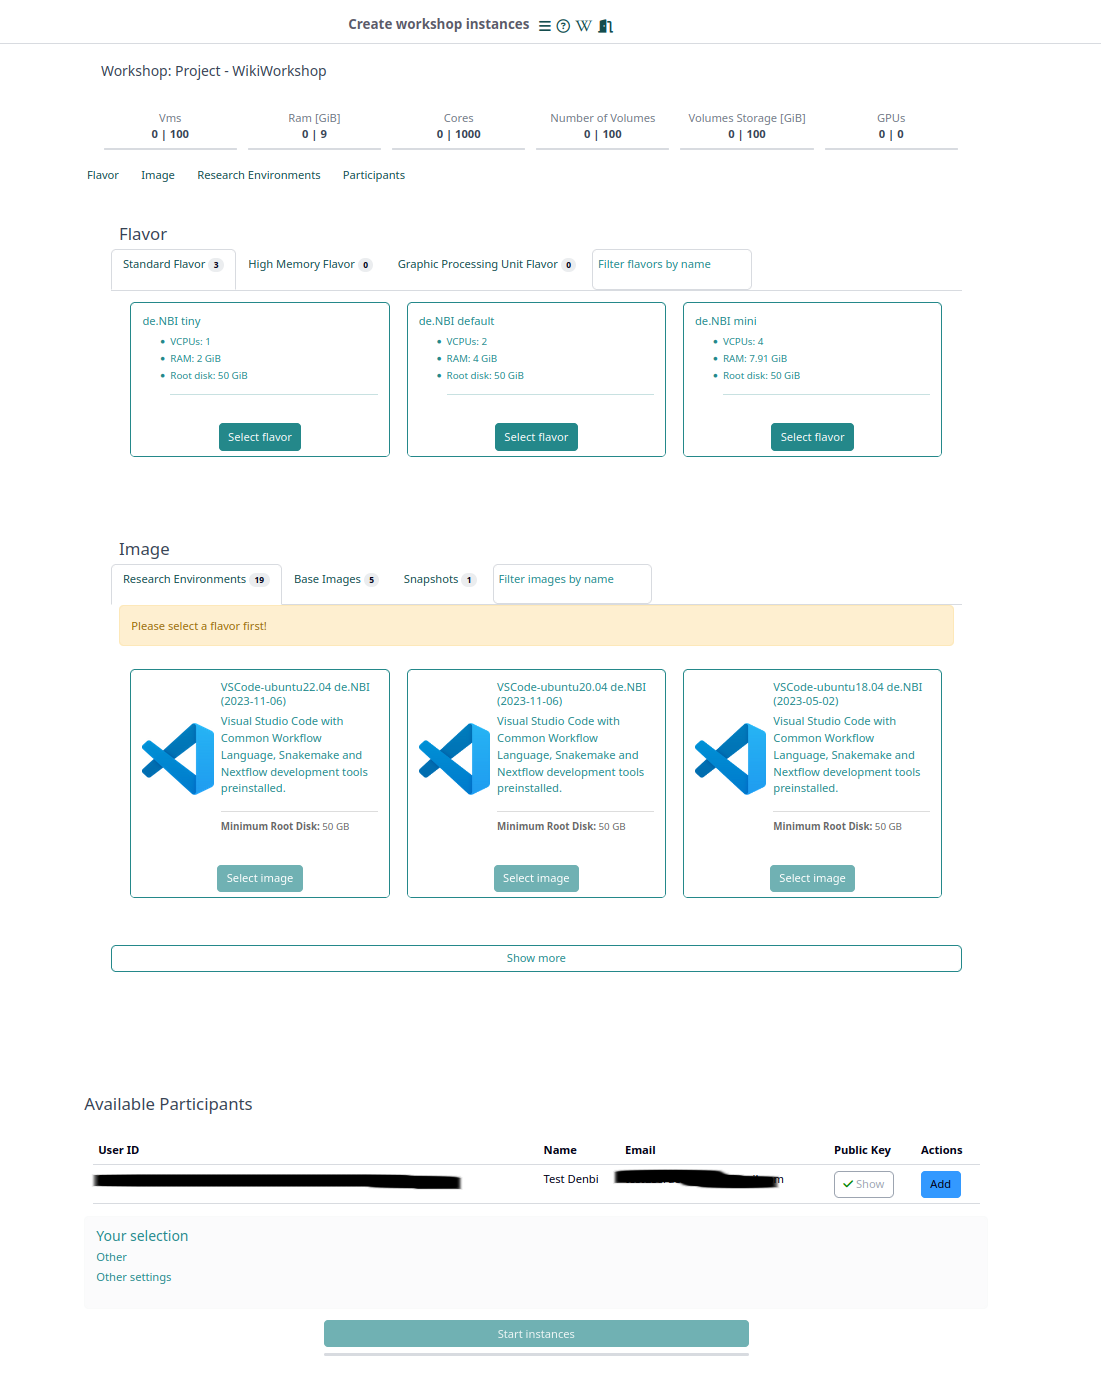 Create workshop instances
Workshop: Project - WikiWorkshop
Vms Ram [GiB] Cores Number of Volumes Volumes Storage [GiB] GPUs
0 | 100 0 | 9 0 | 1000 0 | 100 0 | 100 0 | 0
Flavor Image Research Environments Participants
Flavor
Standard Flavor 3 High Memory Flavor 0 Graphic Processing Unit Flavor 0 Filter flavors by name
de.NBI tiny
• VCPUs: 1
• RAM: 2 GiB
• Root disk: 50 GiB
Select flavor
de.NBI default
• VCPUs: 2
• RAM: 4 GiB
• Root disk: 50 GiB
Select flavor
de.NBI mini
• VCPUs: 4
• RAM: 7.91 GiB
• Root disk: 50 GiB
Select flavor
Image
Research Environments 19 Base Images 5 Snapshots 1 Filter images by name
Please select a flavor first!
VSCode-ubuntu22.04 de.NBI
(2023-11-06)
Visual Studio Code with
Common Workflow
Language, Snakemake and
Nextflow development tools
preinstalled.
Minimum Root Disk: 50 GB
Select image
VSCode-ubuntu20.04 de.NBI
(2023-11-06)
Visual Studio Code with
Common Workflow
Language, Snakemake and
Nextflow development tools
preinstalled.
Minimum Root Disk: 50 GB
Select image
VSCode-ubuntu18.04 de.NBI
(2023-05-02)
Visual Studio Code with
Common Workflow
Language, Snakemake and
Nextflow development tools
preinstalled.
Minimum Root Disk: 50 GB
Select image
Show more
Available Participants
User ID Name Email Public Key Actions
Test Denbi Show Add
Your selection
Other
Other settings
Start instances